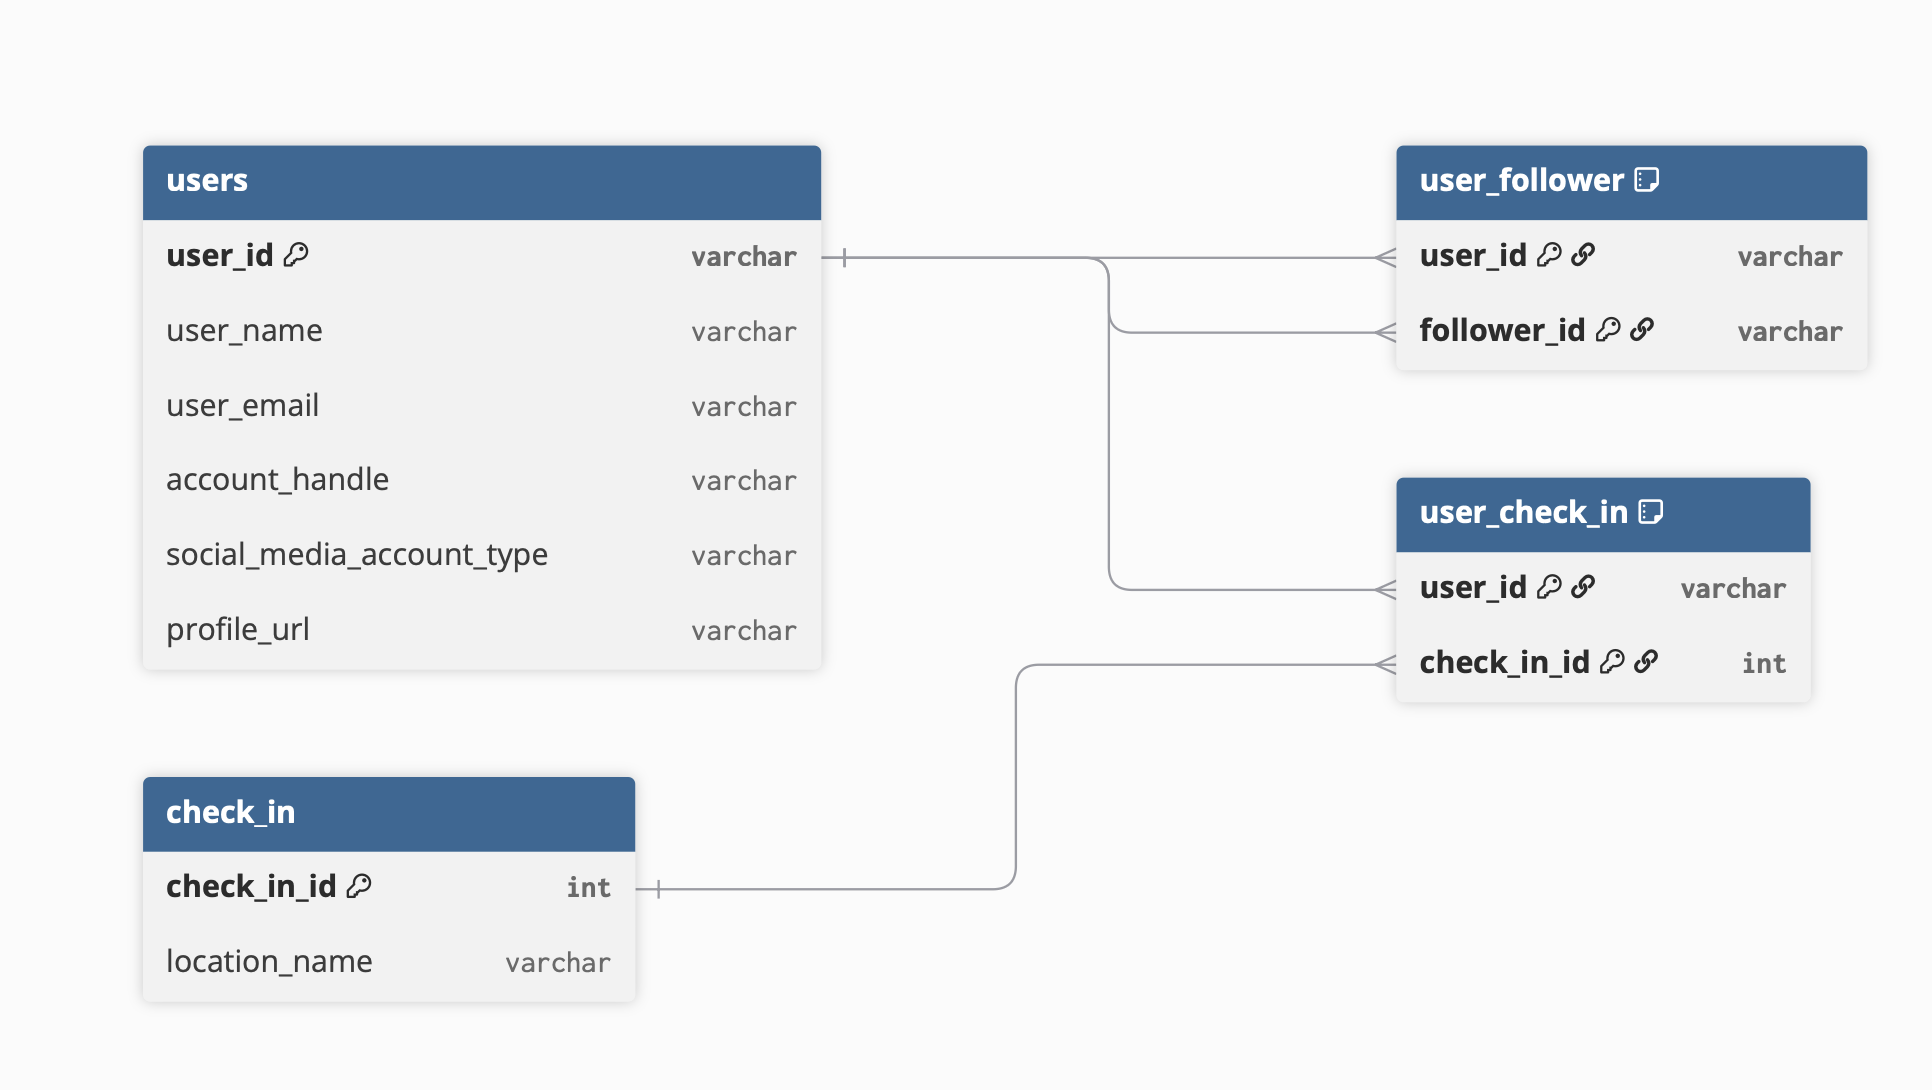 users
user_id varchar
user_name varchar
user_email varchar
account_handle varchar
social_media_account_type varchar
profile_url varchar
user_follower
user_id varchar
follower_id varchar
user_check_in
user_id varchar
check_in_id int
check_in
check_in_id int
location_name varchar